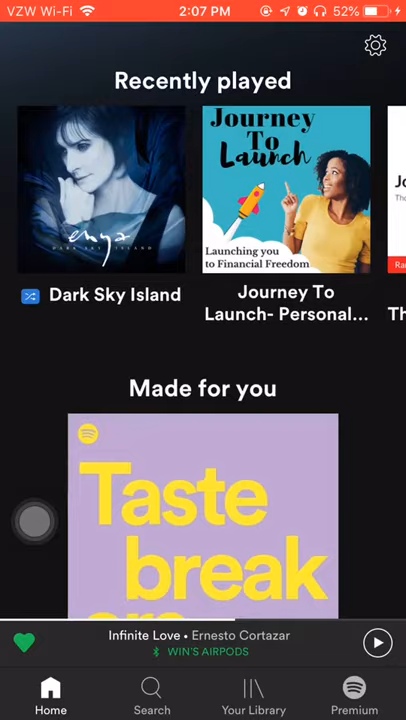 VZW Wi-Fi 2:07 PM 52%
Recently played
enya
DARK SKY ISLAND
Journey
To
Launch
Launching you
to Financial Freedom
Dark Sky Island
Journey To
Launch- Personal...
Made for you
Taste
break
Infinite Love • Ernesto Cortazar
WIN'S AIRPODS
Home Search Your Library Premium